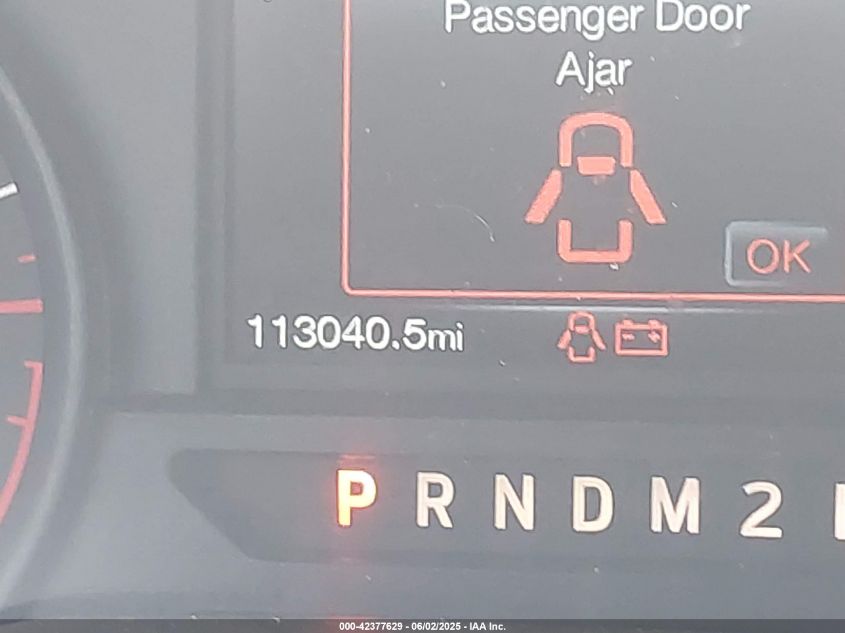 Passenger Door
Ajar
OK
113040.5mi
P R N D M 2
000-42377629 - 06/02/2025 - IAA Inc.